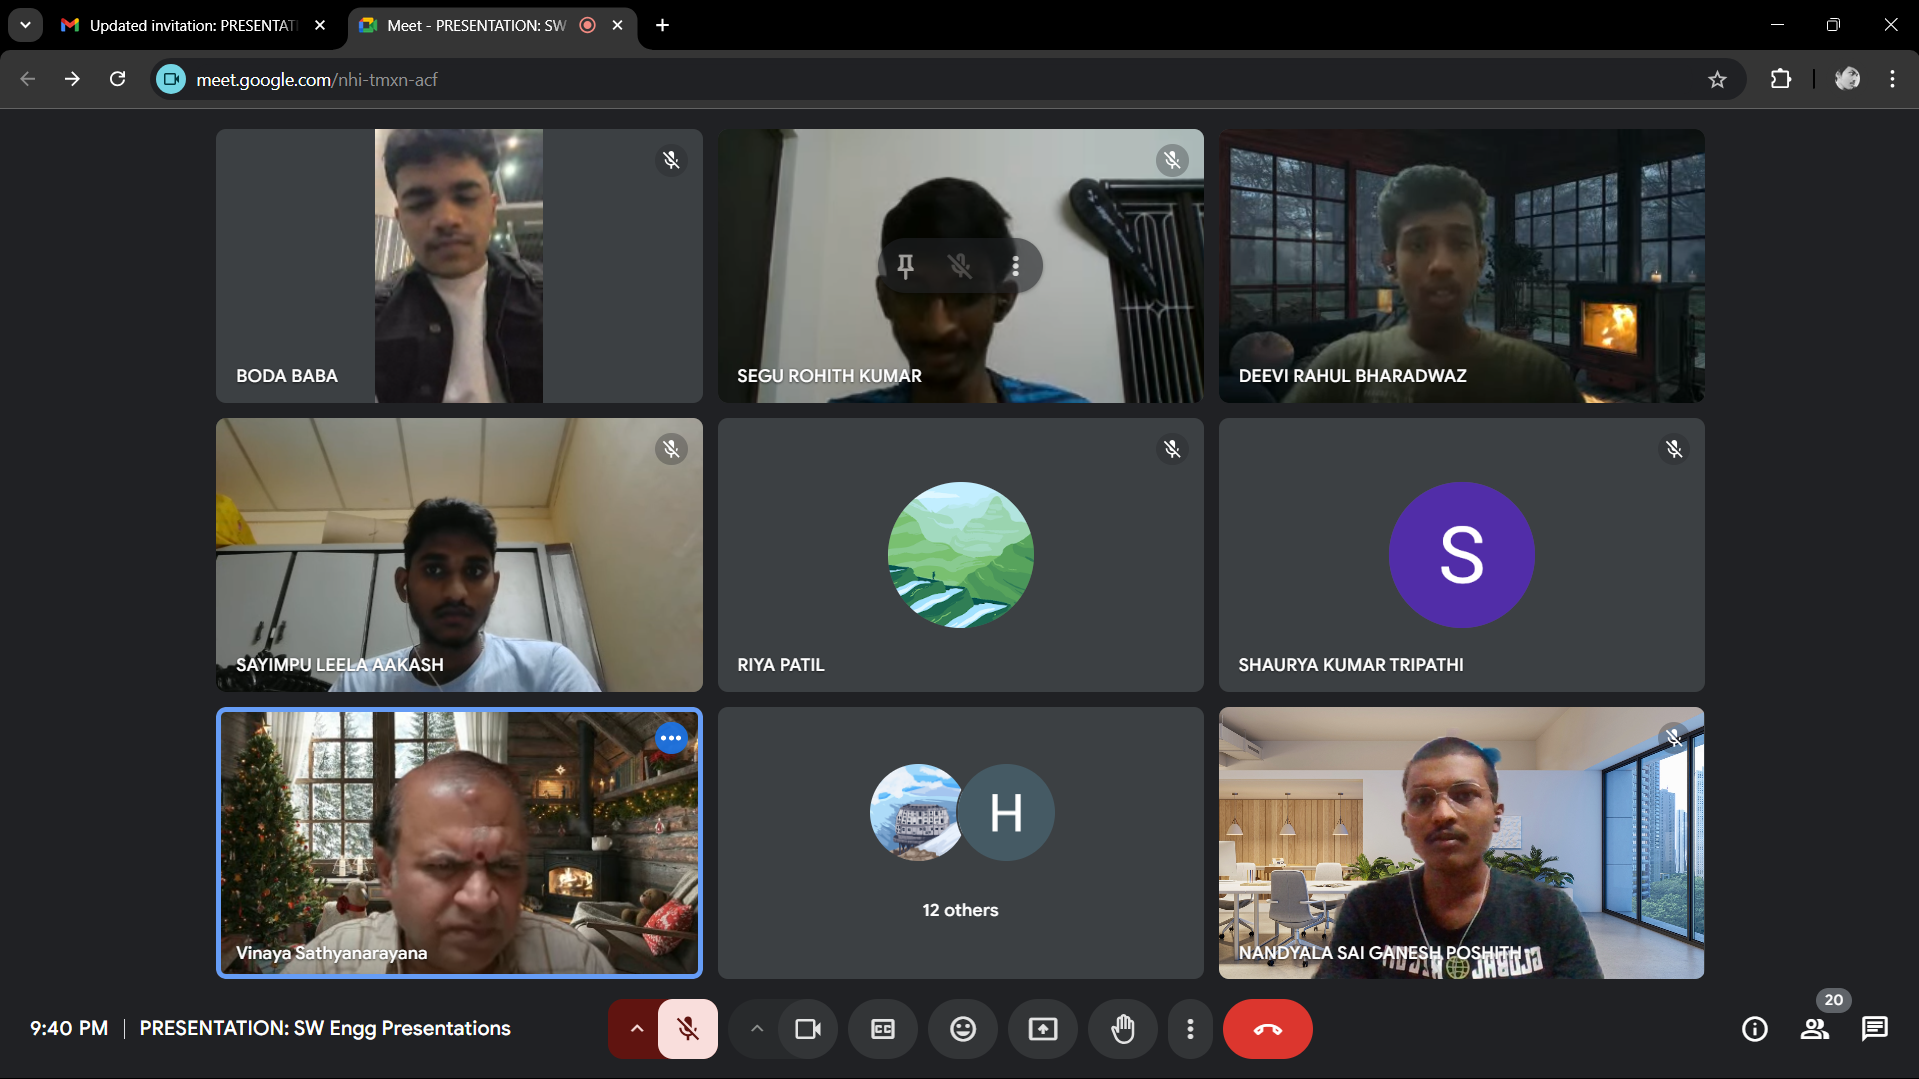 Updated invitation: PRESENTATI
Meet - PRESENTATION: SW
meet.google.com/nhi-tmxn-acf
BODA BABA
SEGU ROHITH KUMAR
DEEVI RAHUL BHARADWAZ
SAYIMPU LEELA AAKASH
RIYA PATIL
S
SHAURYA KUMAR TRIPATHI
Vinaya Sathyanarayana
H
12 others
NANDYALA SAI GANESH POSHITH
9:40 PM | PRESENTATION: SW Engg Presentations
CC
20